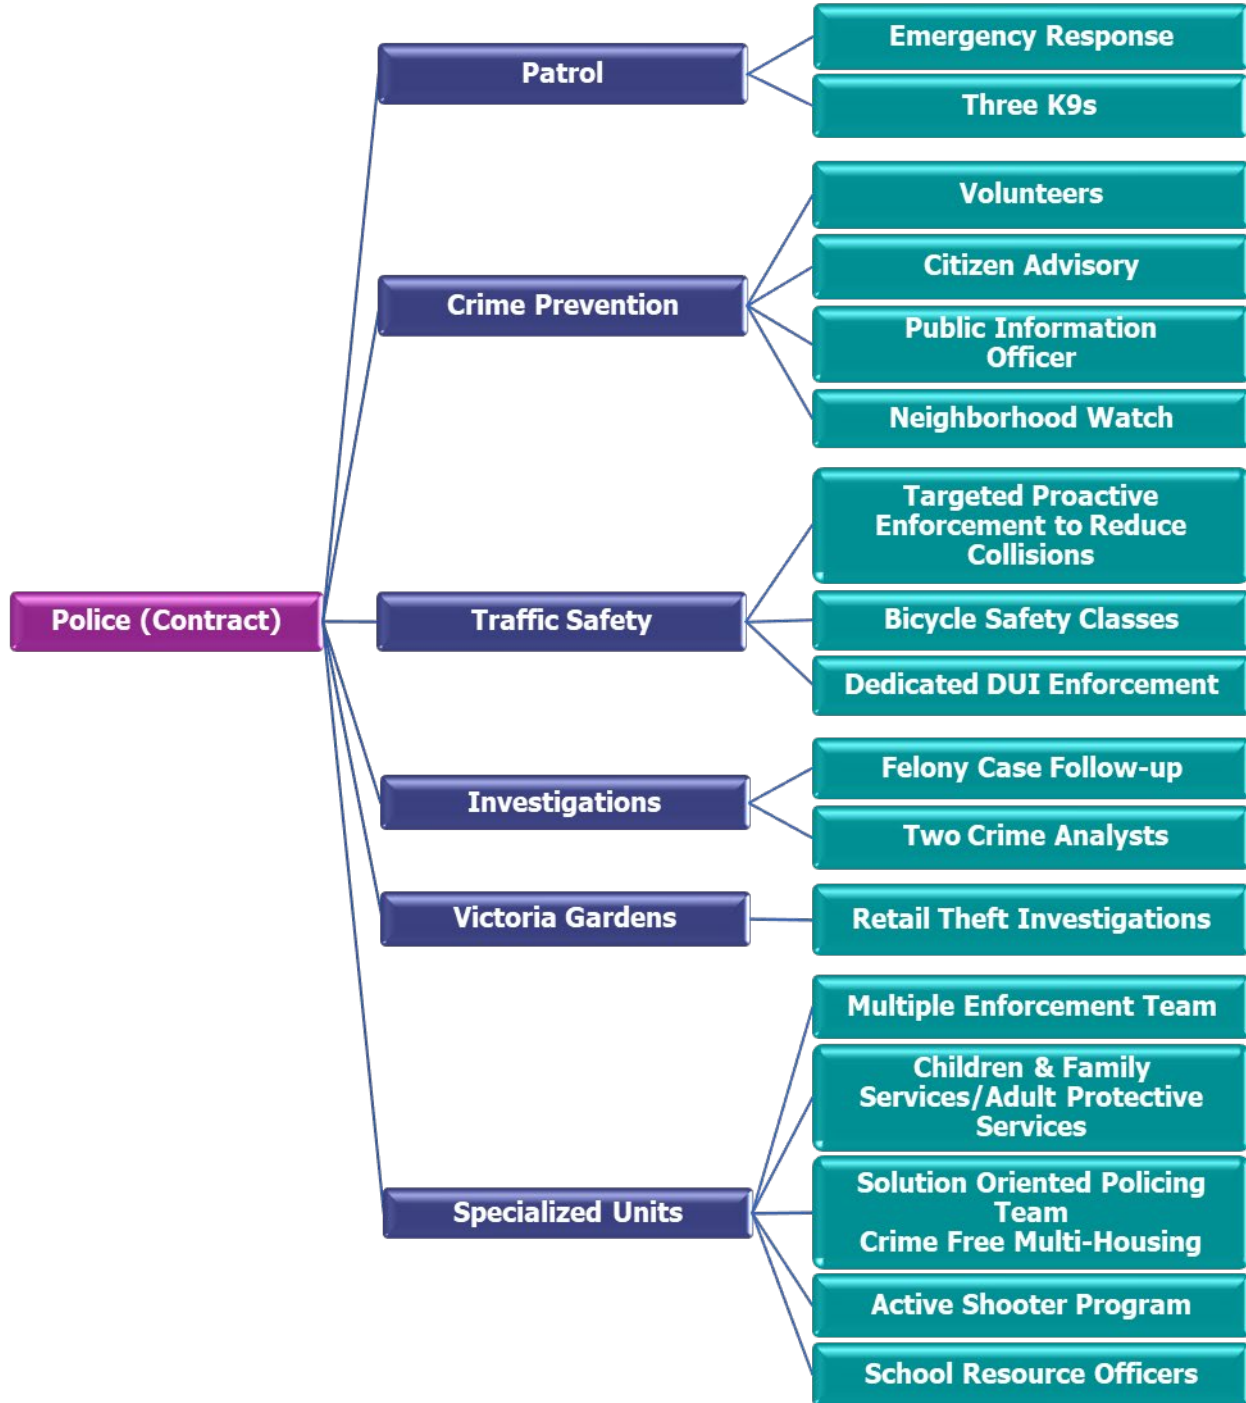 Police (Contract)
Patrol
Emergency Response
Three K9s
Crime Prevention
Volunteers
Citizen Advisory
Public Information
Officer
Neighborhood Watch
Traffic Safety
Targeted Proactive
Enforcement to Reduce
Collisions
Bicycle Safety Classes
Dedicated DUI Enforcement
Investigations
Felony Case Follow-up
Two Crime Analysts
Victoria Gardens
Retail Theft Investigations
Specialized Units
Multiple Enforcement Team
Children & Family
Services/Adult Protective
Services
Solution Oriented Policing
Team
Crime Free Multi-Housing
Active Shooter Program
School Resource Officers